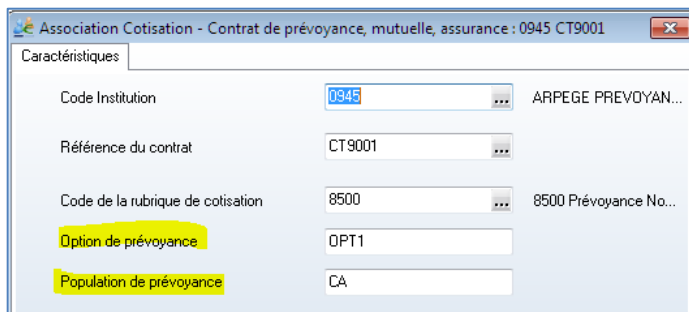 Association Cotisation - Contrat de prévoyance, mutuelle, assurance : 0945 CT9001
Caractéristiques
Code Institution 0945 ... ARPEGE PREVOYAN...
Référence du contrat CT9001 ...
Code de la rubrique de cotisation 8500 ... 8500 Prévoyance No...
Option de prévoyance OPT1
Population de prévoyance CA